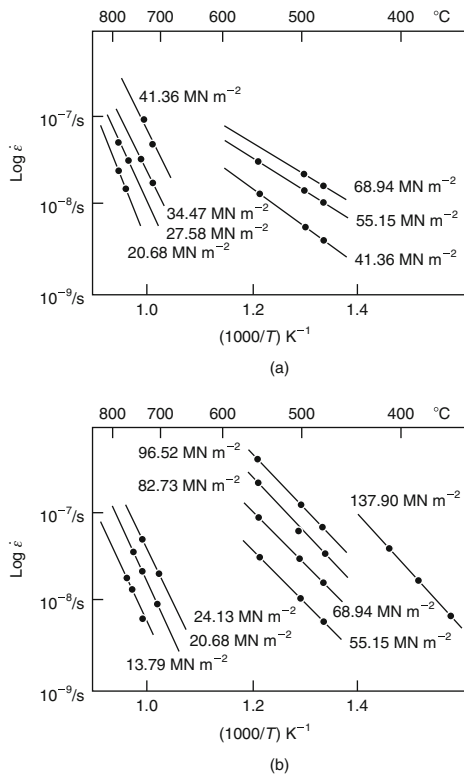 800 700 600 500 400 °C
41.36 MN m⁻²
10⁻⁷/s
Log ε̇
10⁻⁸/s
68.94 MN m⁻²
34.47 MN m⁻²
55.15 MN m⁻²
27.58 MN m⁻²
20.68 MN m⁻²
41.36 MN m⁻²
10⁻⁹/s
1.0 1.2 1.4
(1000/T) K⁻¹
(a)
800 700 600 500 400 °C
96.52 MN m⁻²
82.73 MN m⁻²
137.90 MN m⁻²
10⁻⁷/s
Log ε̇
10⁻⁸/s
24.13 MN m⁻²
68.94 MN m⁻²
20.68 MN m⁻²
55.15 MN m⁻²
13.79 MN m⁻²
10⁻⁹/s
1.0 1.2 1.4
(1000/T) K⁻¹
(b)